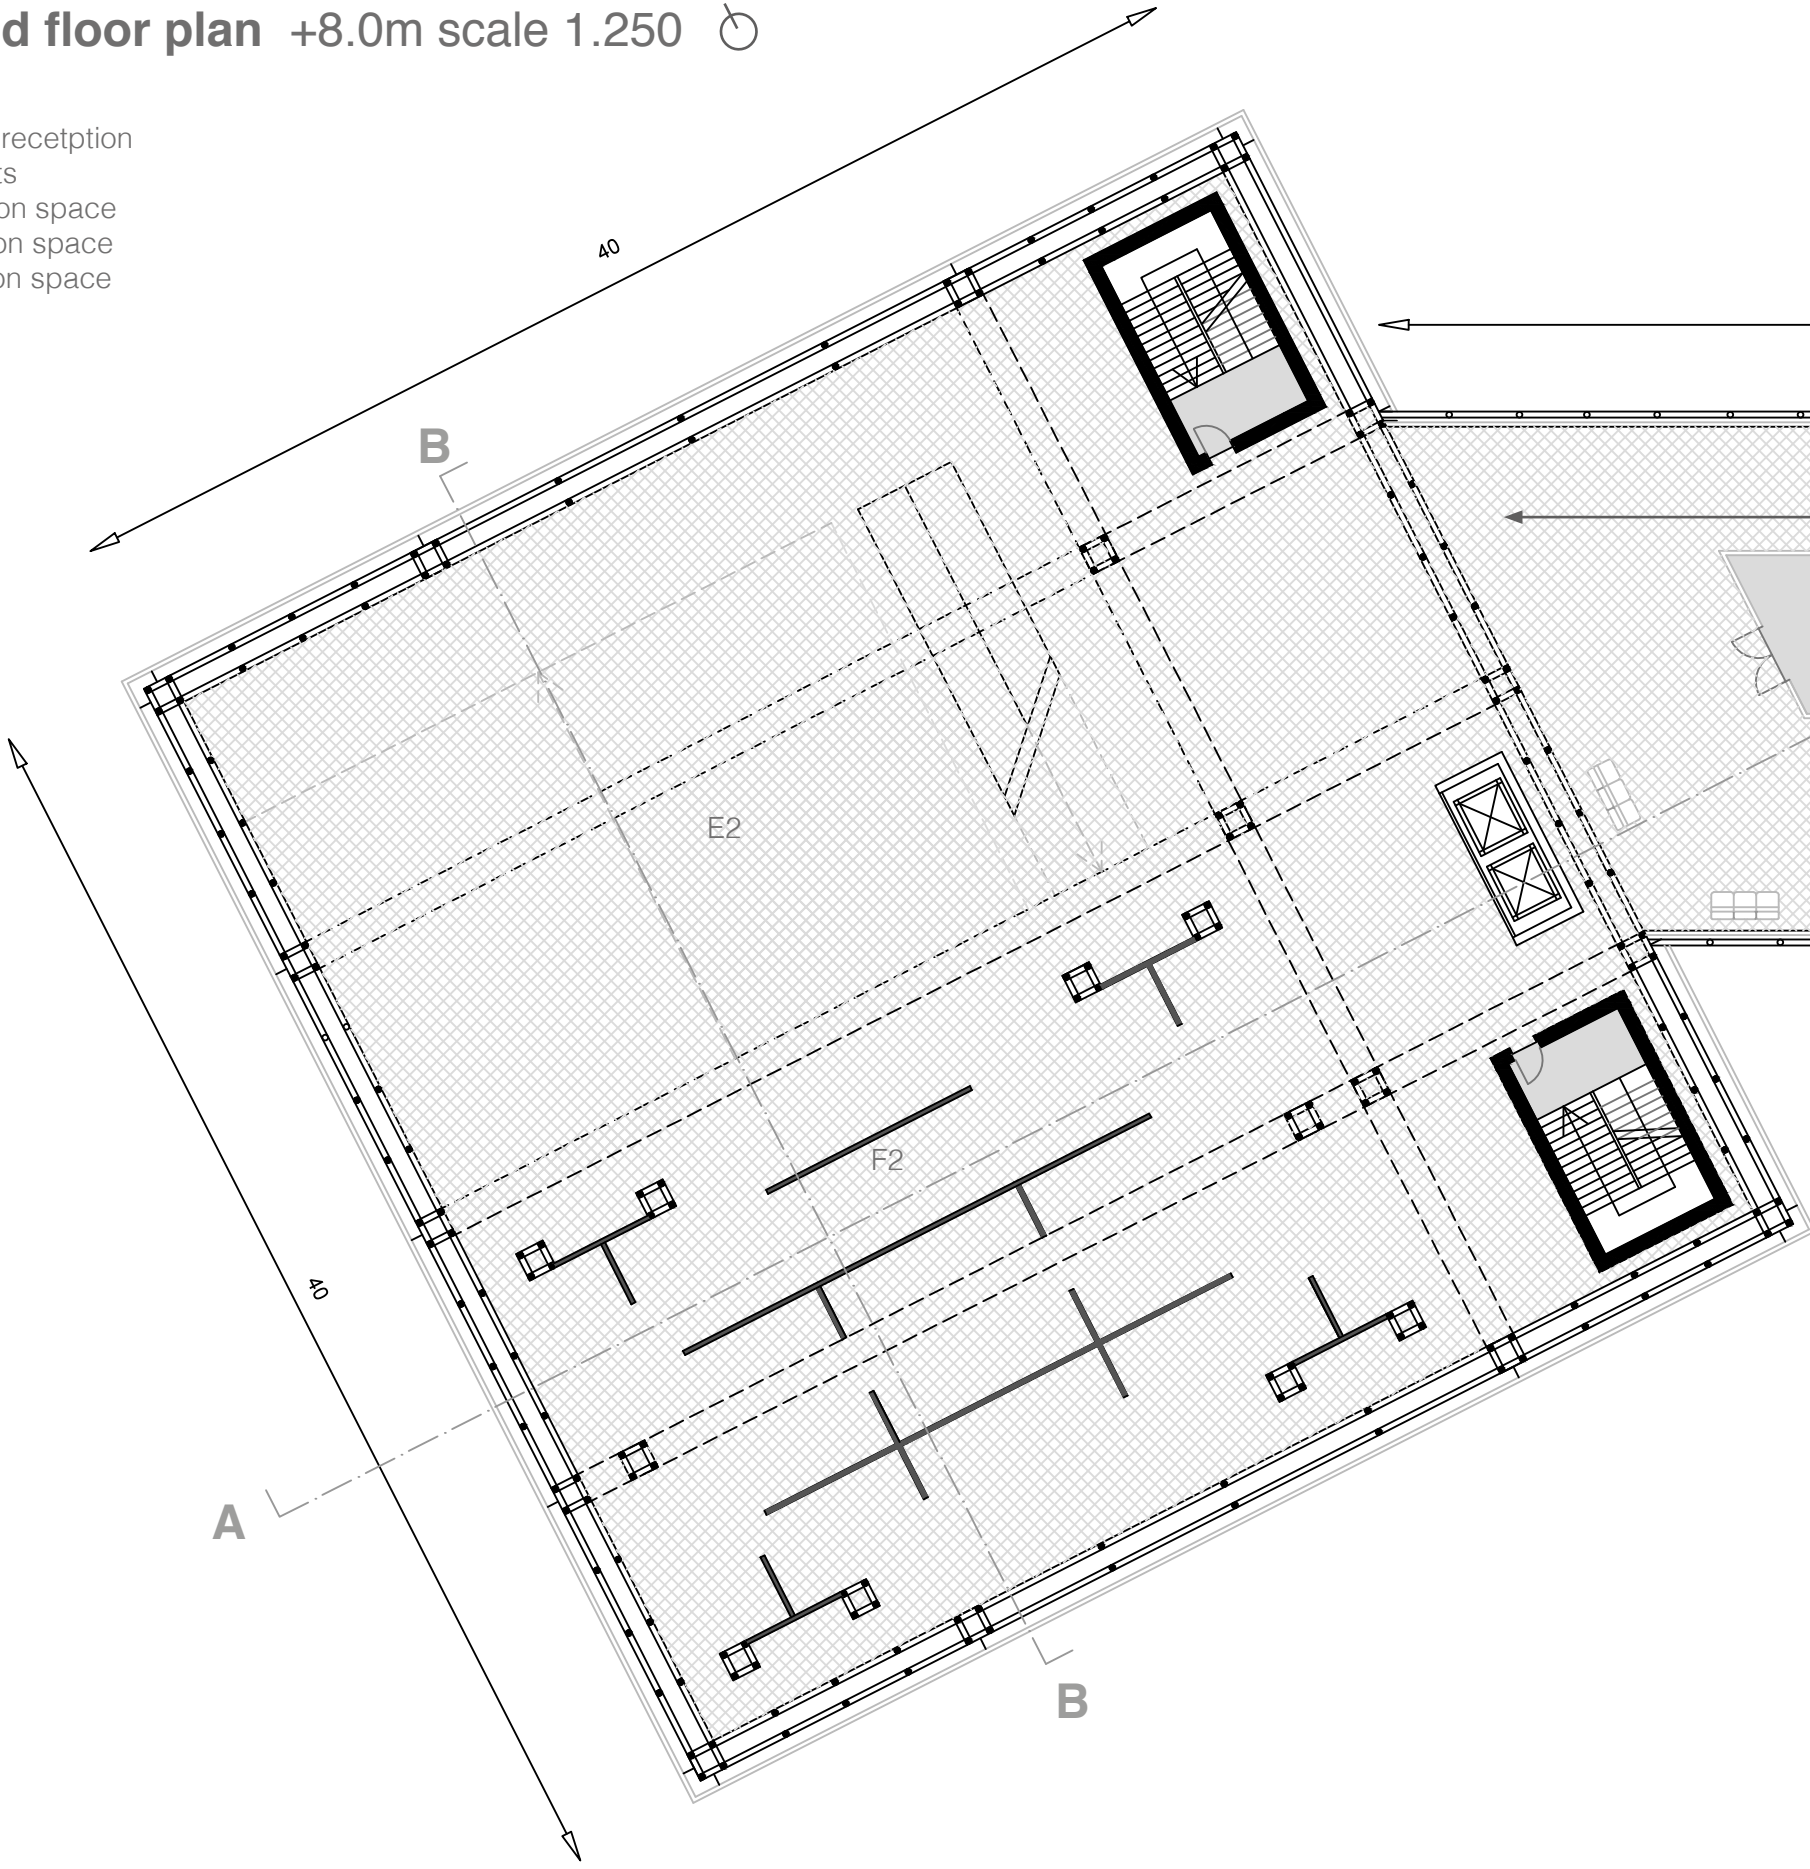 d floor plan +8.0m scale 1.250
recetption
ts
on space
on space
on space
40
B
E2
F2
40
A
B